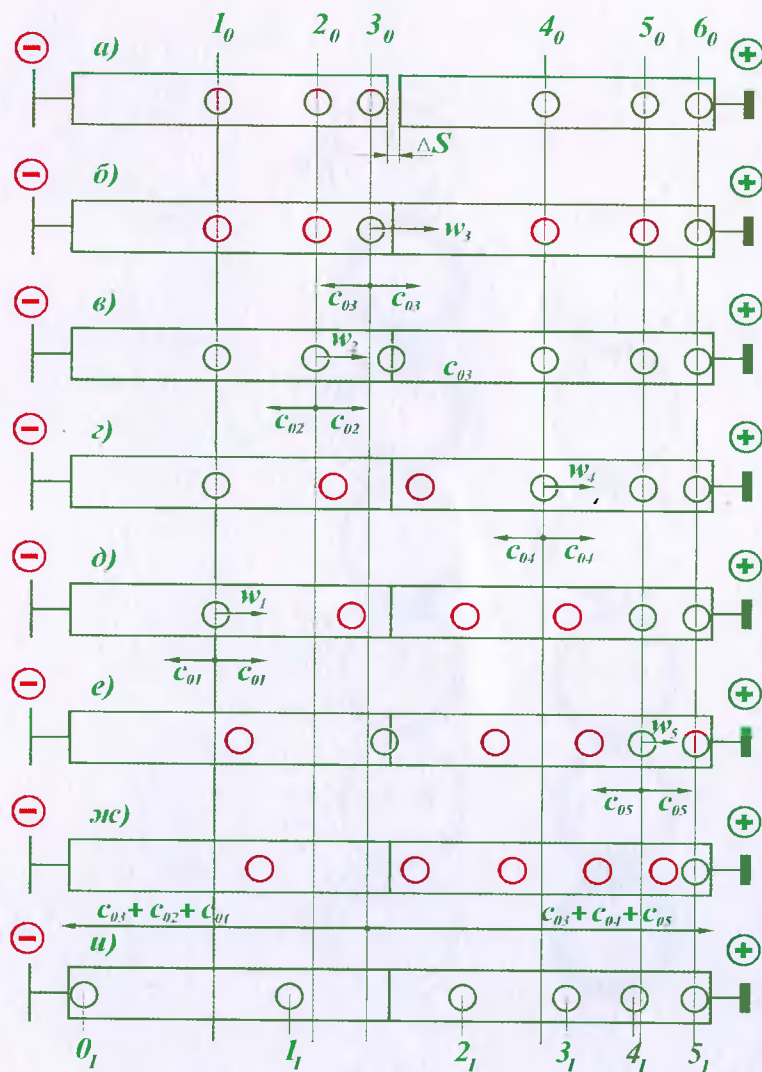 1₀ 2₀ 3₀ 4₀ 5₀ 6₀
− а) +
ΔS
− б) +
w₃
c₀₃ c₀₃
− в) +
w₂
c₀₃
c₀₂ c₀₂
− г) +
w₄
c₀₄ c₀₄
− д) +
w₁
c₀₁ c₀₁
− е) +
w₅
c₀₅ c₀₅
− ж) +
c₀₃ + c₀₂ + c₀₁ c₀₃ + c₀₄ + c₀₅
− и) +
0₁ 1₁ 2₁ 3₁ 4₁ 5₁